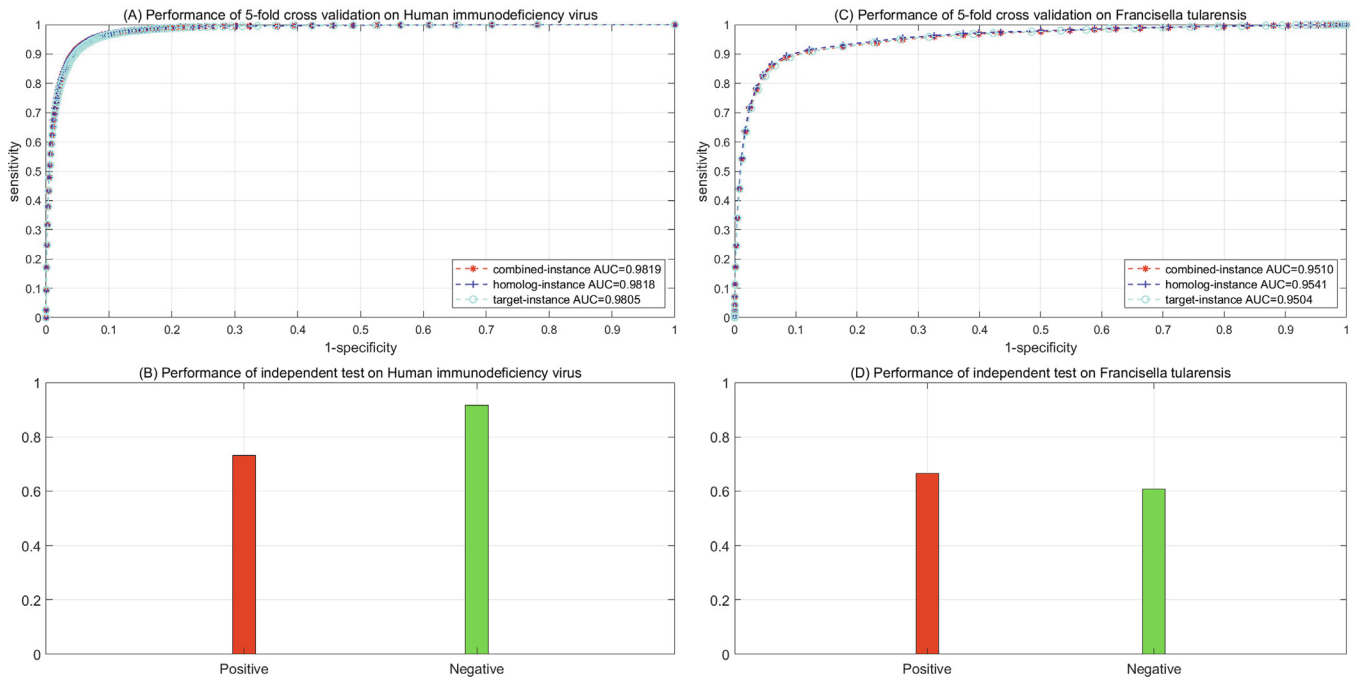 (A) Performance of 5-fold cross validation on Human immunodeficiency virus
1
0.9
0.8
0.7
0.6
0.5
0.4
0.3
0.2
0.1
0
sensitivity
combined-instance AUC=0.9819
homolog-instance AUC=0.9818
target-instance AUC=0.9805
0 0.1 0.2 0.3 0.4 0.5 0.6 0.7 0.8 0.9 1
1-specificity
(C) Performance of 5-fold cross validation on Francisella tularensis
1
0.9
0.8
0.7
0.6
0.5
0.4
0.3
0.2
0.1
0
sensitivity
combined-instance AUC=0.9510
homolog-instance AUC=0.9541
target-instance AUC=0.9504
0 0.1 0.2 0.3 0.4 0.5 0.6 0.7 0.8 0.9 1
1-specificity
(B) Performance of independent test on Human immunodeficiency virus
1
0.8
0.6
0.4
0.2
0
Positive Negative
(D) Performance of independent test on Francisella tularensis
1
0.8
0.6
0.4
0.2
0
Positive Negative